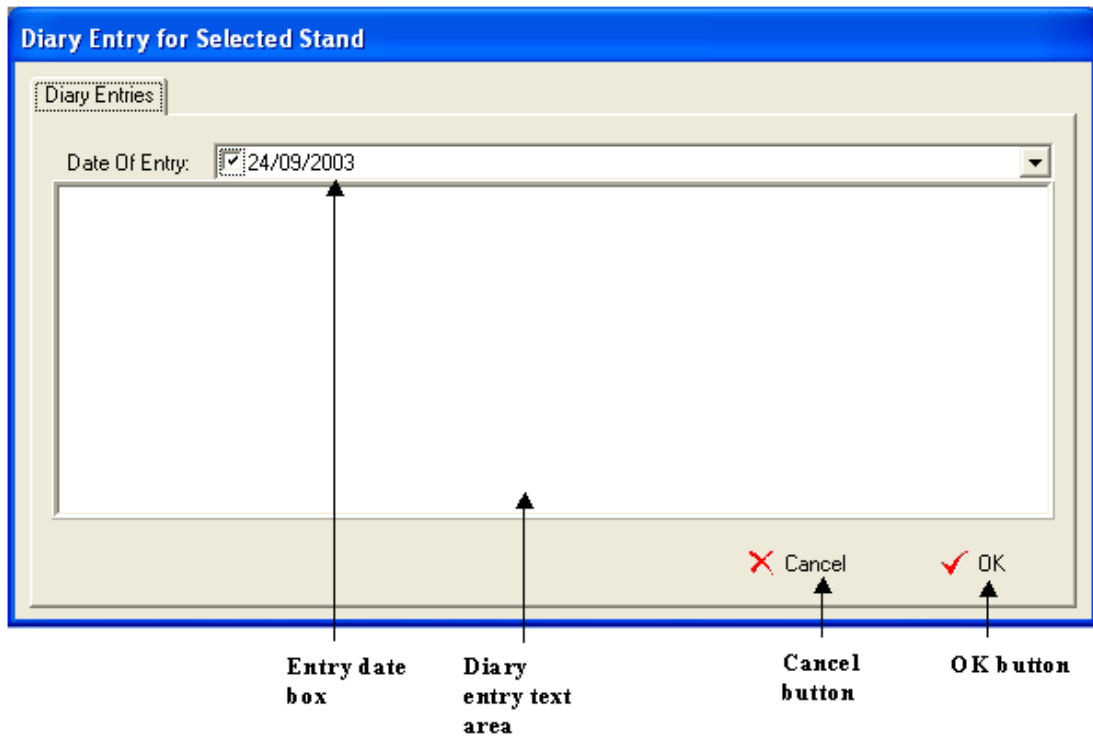 Diary Entry for Selected Stand
Diary Entries
Date Of Entry: 24/09/2003
Cancel OK
Entry date box
Diary entry text area
Cancel button
OK button